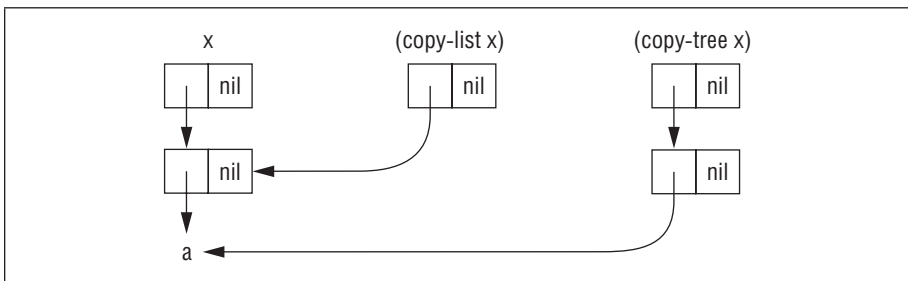 x (copy-list x) (copy-tree x)
nil nil nil
nil nil
a